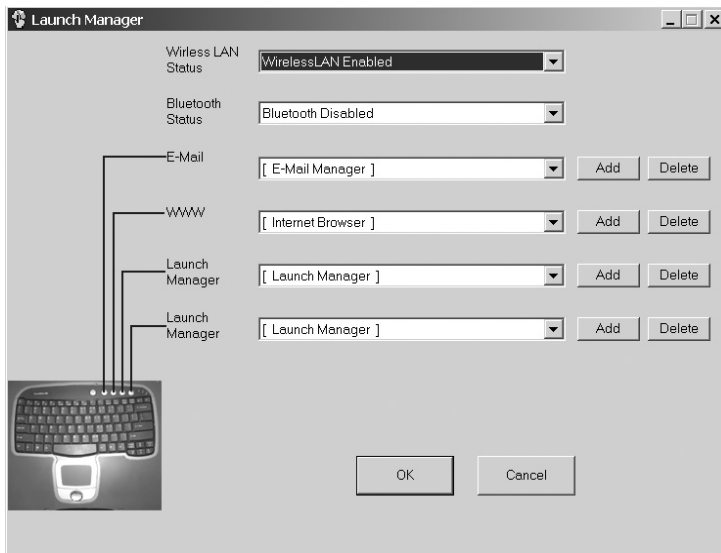 Launch Manager
Wirless LAN
Status
WirelessLAN Enabled
Bluetooth
Status
Bluetooth Disabled
E-Mail
[ E-Mail Manager ]
Add
Delete
WWW
[ Internet Browser ]
Add
Delete
Launch
Manager
[ Launch Manager ]
Add
Delete
Launch
Manager
[ Launch Manager ]
Add
Delete
OK
Cancel